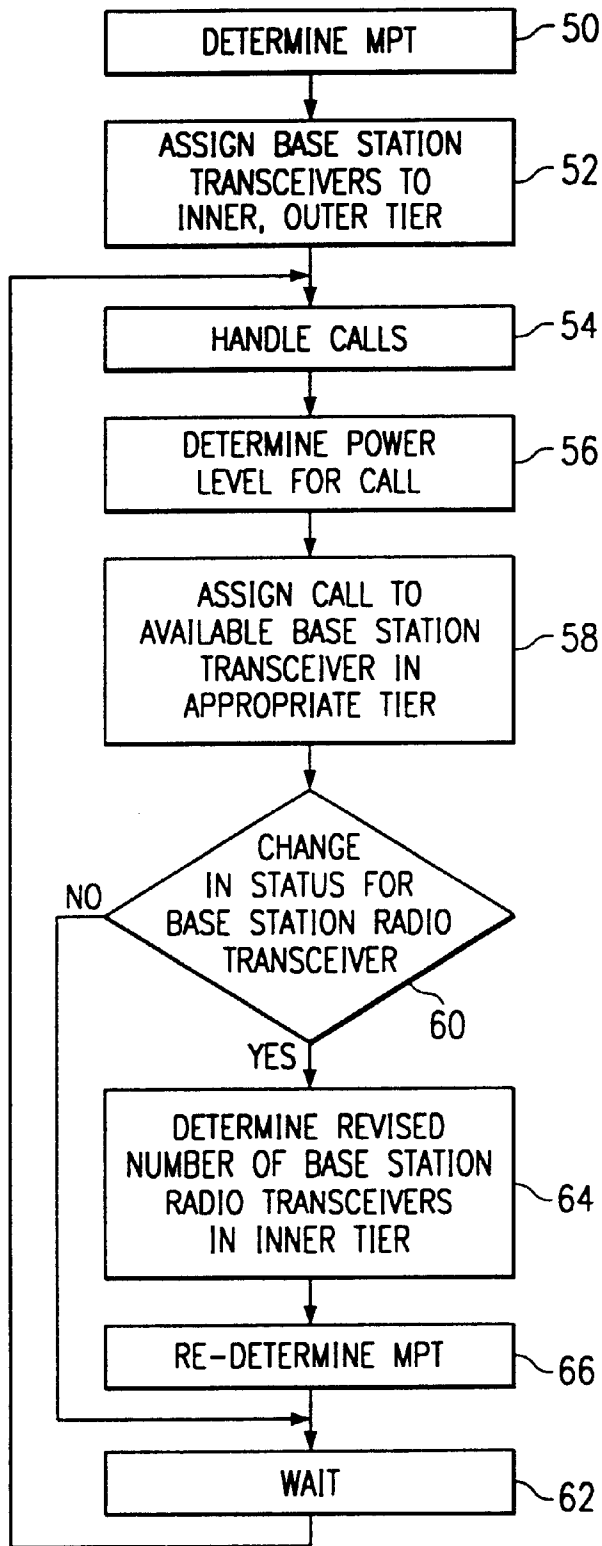 DETERMINE MPT
50
ASSIGN BASE STATION
TRANSCEIVERS TO
INNER, OUTER TIER
52
HANDLE CALLS
54
DETERMINE POWER
LEVEL FOR CALL
56
ASSIGN CALL TO
AVAILABLE BASE STATION
TRANSCEIVER IN
APPROPRIATE TIER
58
CHANGE
IN STATUS FOR
BASE STATION RADIO
TRANSCEIVER
NO
60
YES
DETERMINE REVISED
NUMBER OF BASE STATION
RADIO TRANSCEIVERS
IN INNER TIER
64
RE-DETERMINE MPT
66
WAIT
62